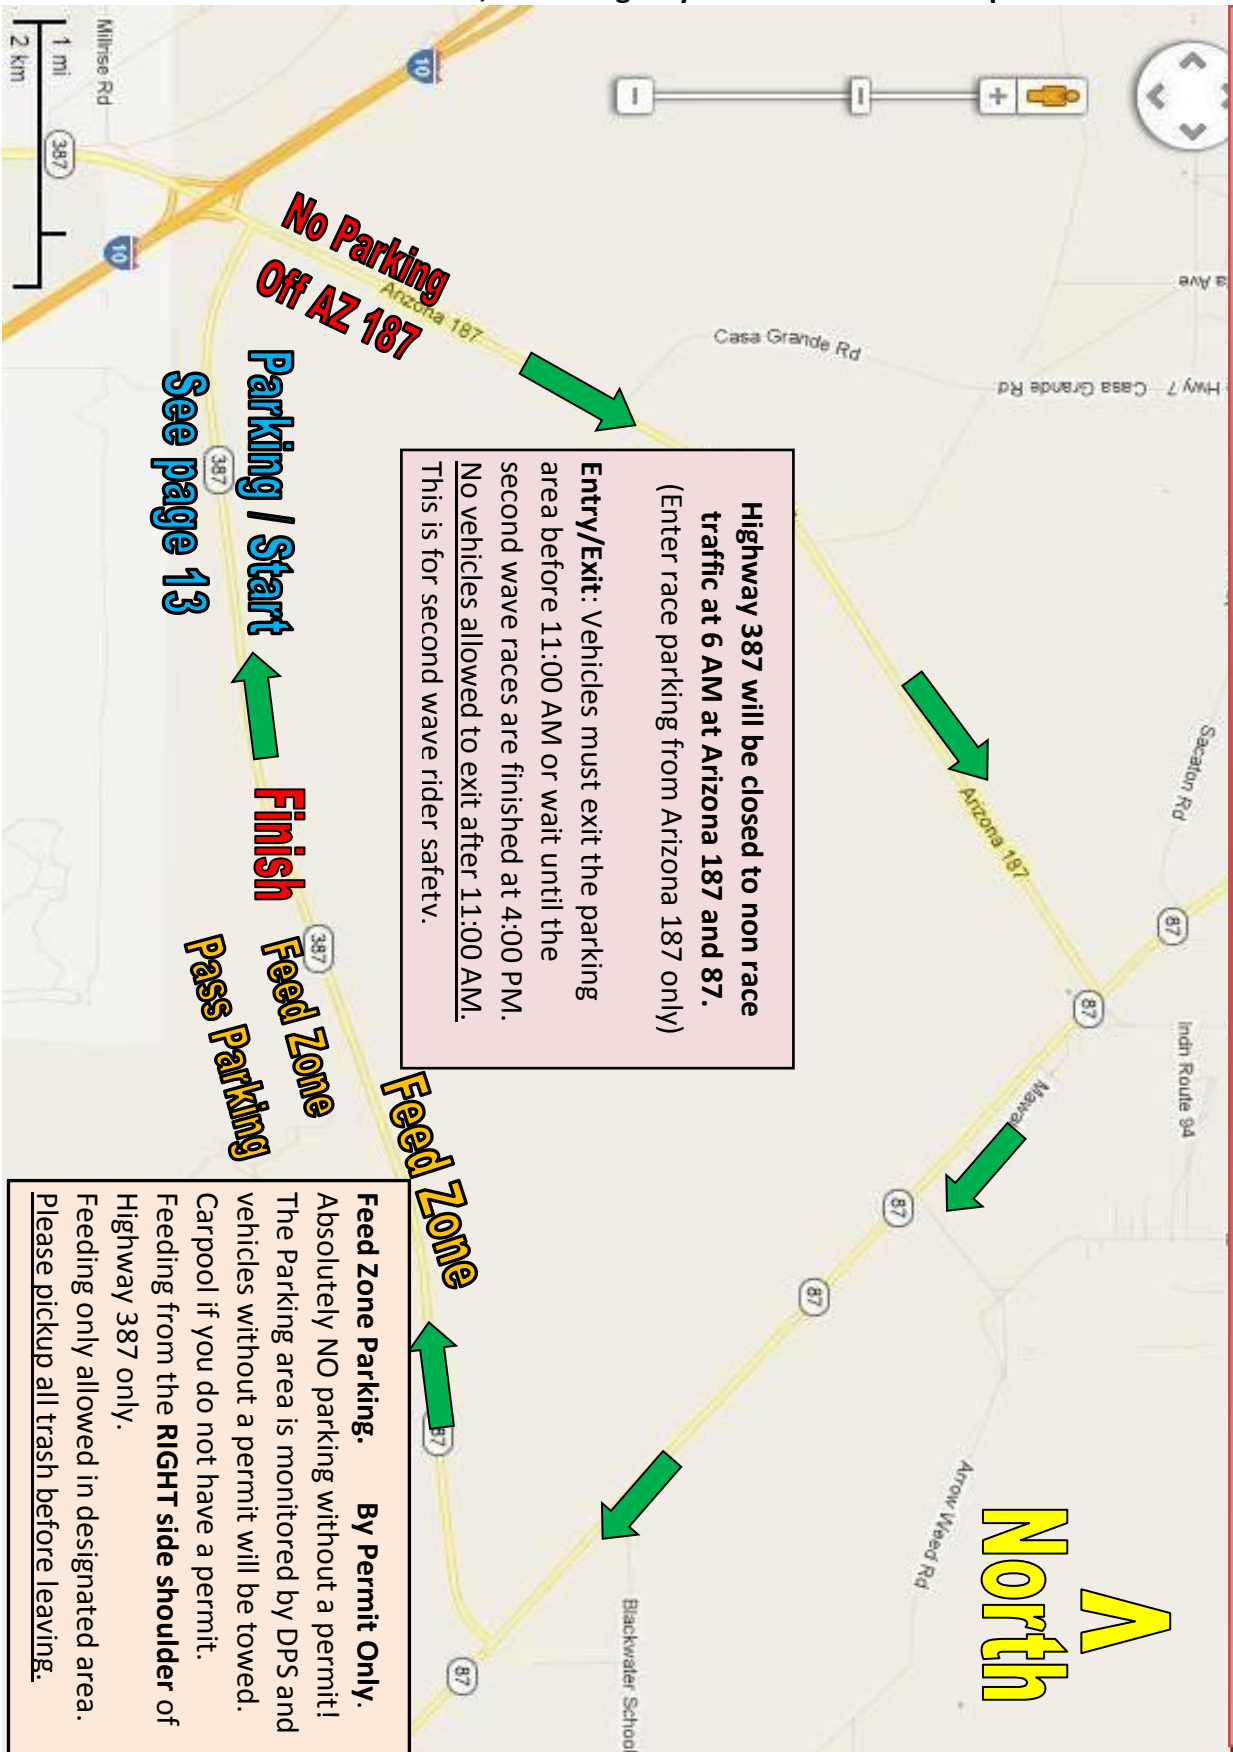 Millrise Rd
1 mi
2 km
387
10
10
No Parking
Off AZ 187
Arizona 187
Casa Grande Rd
Hwy 7
Casa Grande Rd
a Ave
Sacaton Rd
Arizona 187
87
87
Indn Route 94
87
87
Arrow Weed Rd
Blackwater School
87
87
North
Parking / Start
See page 13
387
Finish
387
Feed Zone
Pass Parking
Feed Zone
Highway 387 will be closed to non race
traffic at 6 AM at Arizona 187 and 87.
(Enter race parking from Arizona 187 only)
Entry/Exit: Vehicles must exit the parking
area before 11:00 AM or wait until the
second wave races are finished at 4:00 PM.
No vehicles allowed to exit after 11:00 AM.
This is for second wave rider safety.
Feed Zone Parking. By Permit Only.
Absolutely NO parking without a permit!
The Parking area is monitored by DPS and
vehicles without a permit will be towed.
Carpool if you do not have a permit.
Feeding from the RIGHT side shoulder of
Highway 387 only.
Feeding only allowed in designated area.
Please pickup all trash before leaving.